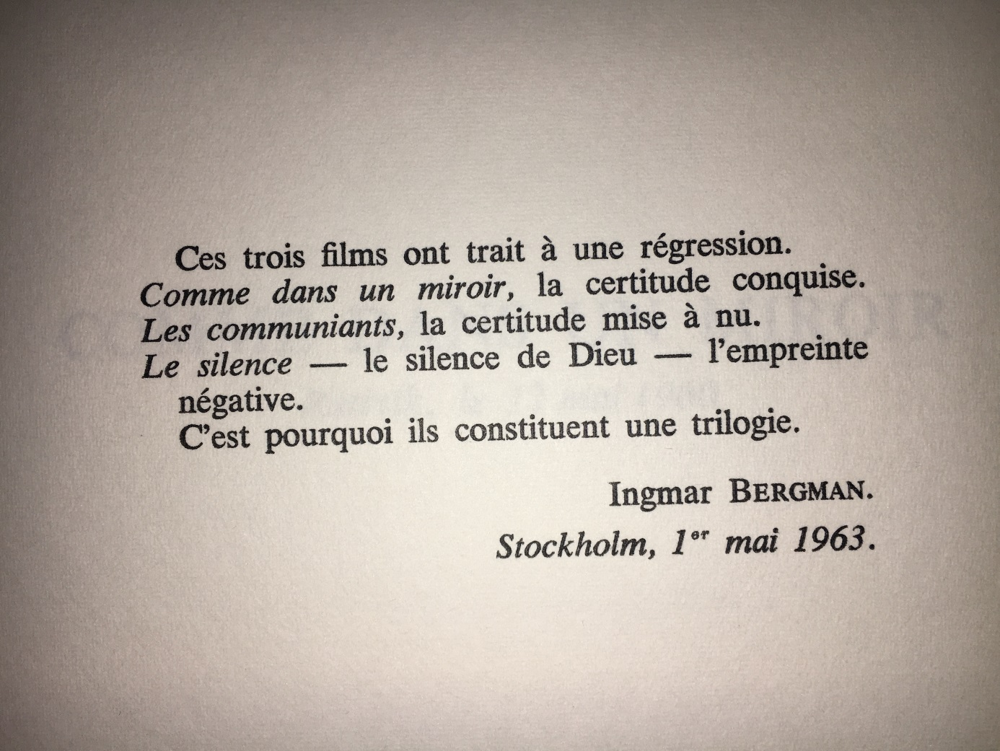 Ces trois films ont trait à une régression.
Comme dans un miroir, la certitude conquise.
Les communiants, la certitude mise à nu.
Le silence — le silence de Dieu — l'empreinte
négative.
C'est pourquoi ils constituent une trilogie.
Ingmar BERGMAN.
Stockholm, 1er mai 1963.